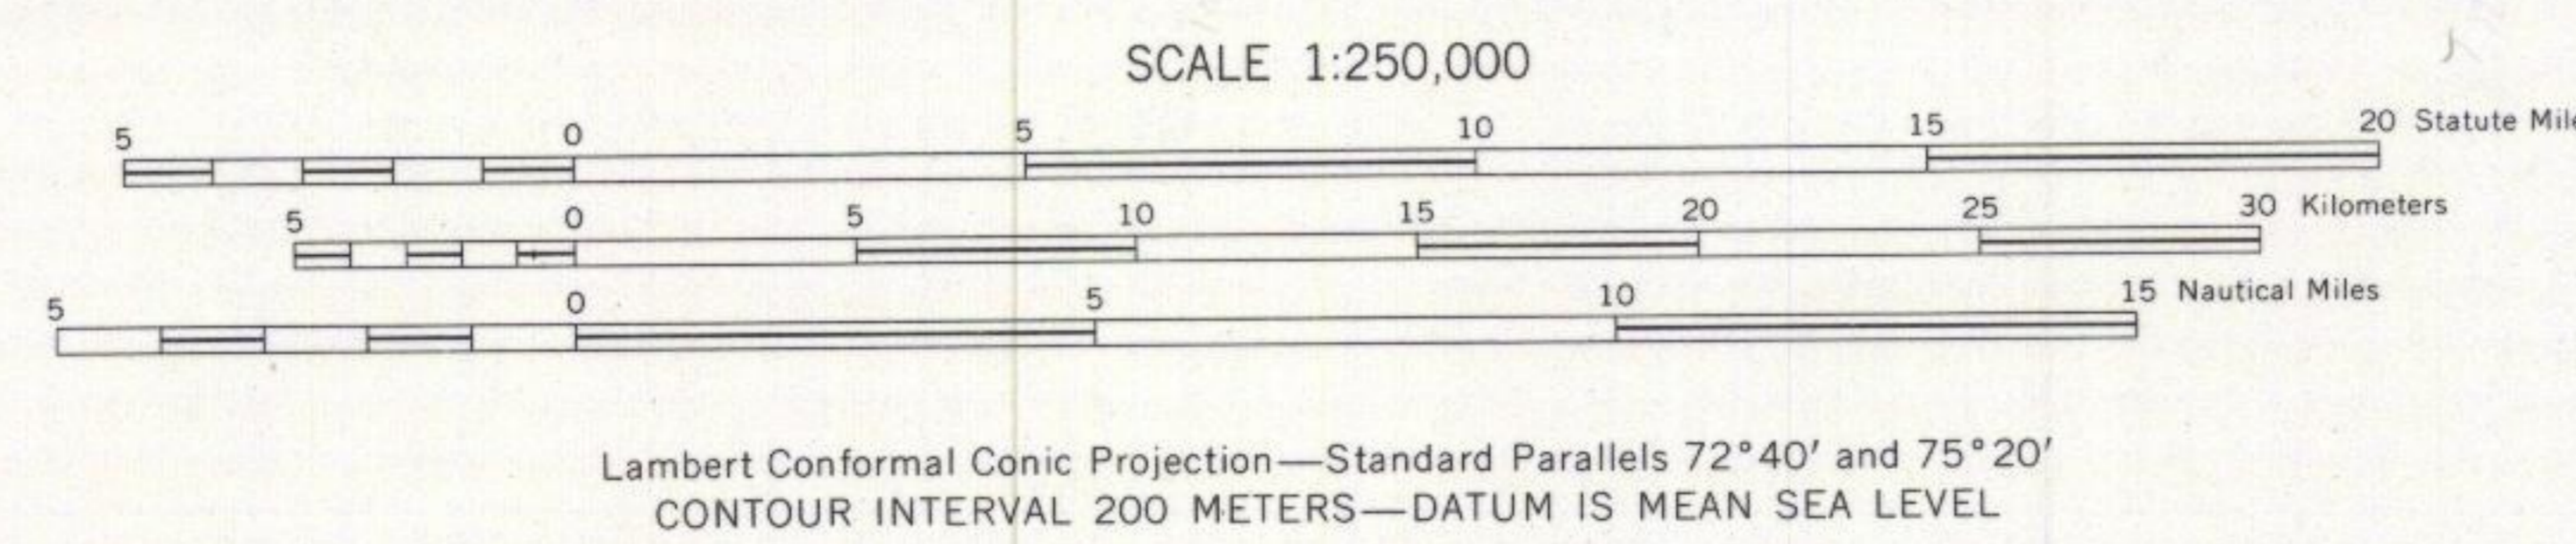 SCALE 1:250,000
5 0 5 10 15 20 Statute Mil
5 0 5 10 15 20 25 30 Kilometers
5 0 5 10 15 Nautical Miles
Lambert Conformal Conic Projection—Standard Parallels 72°40′ and 75°20′
CONTOUR INTERVAL 200 METERS—DATUM IS MEAN SEA LEVEL